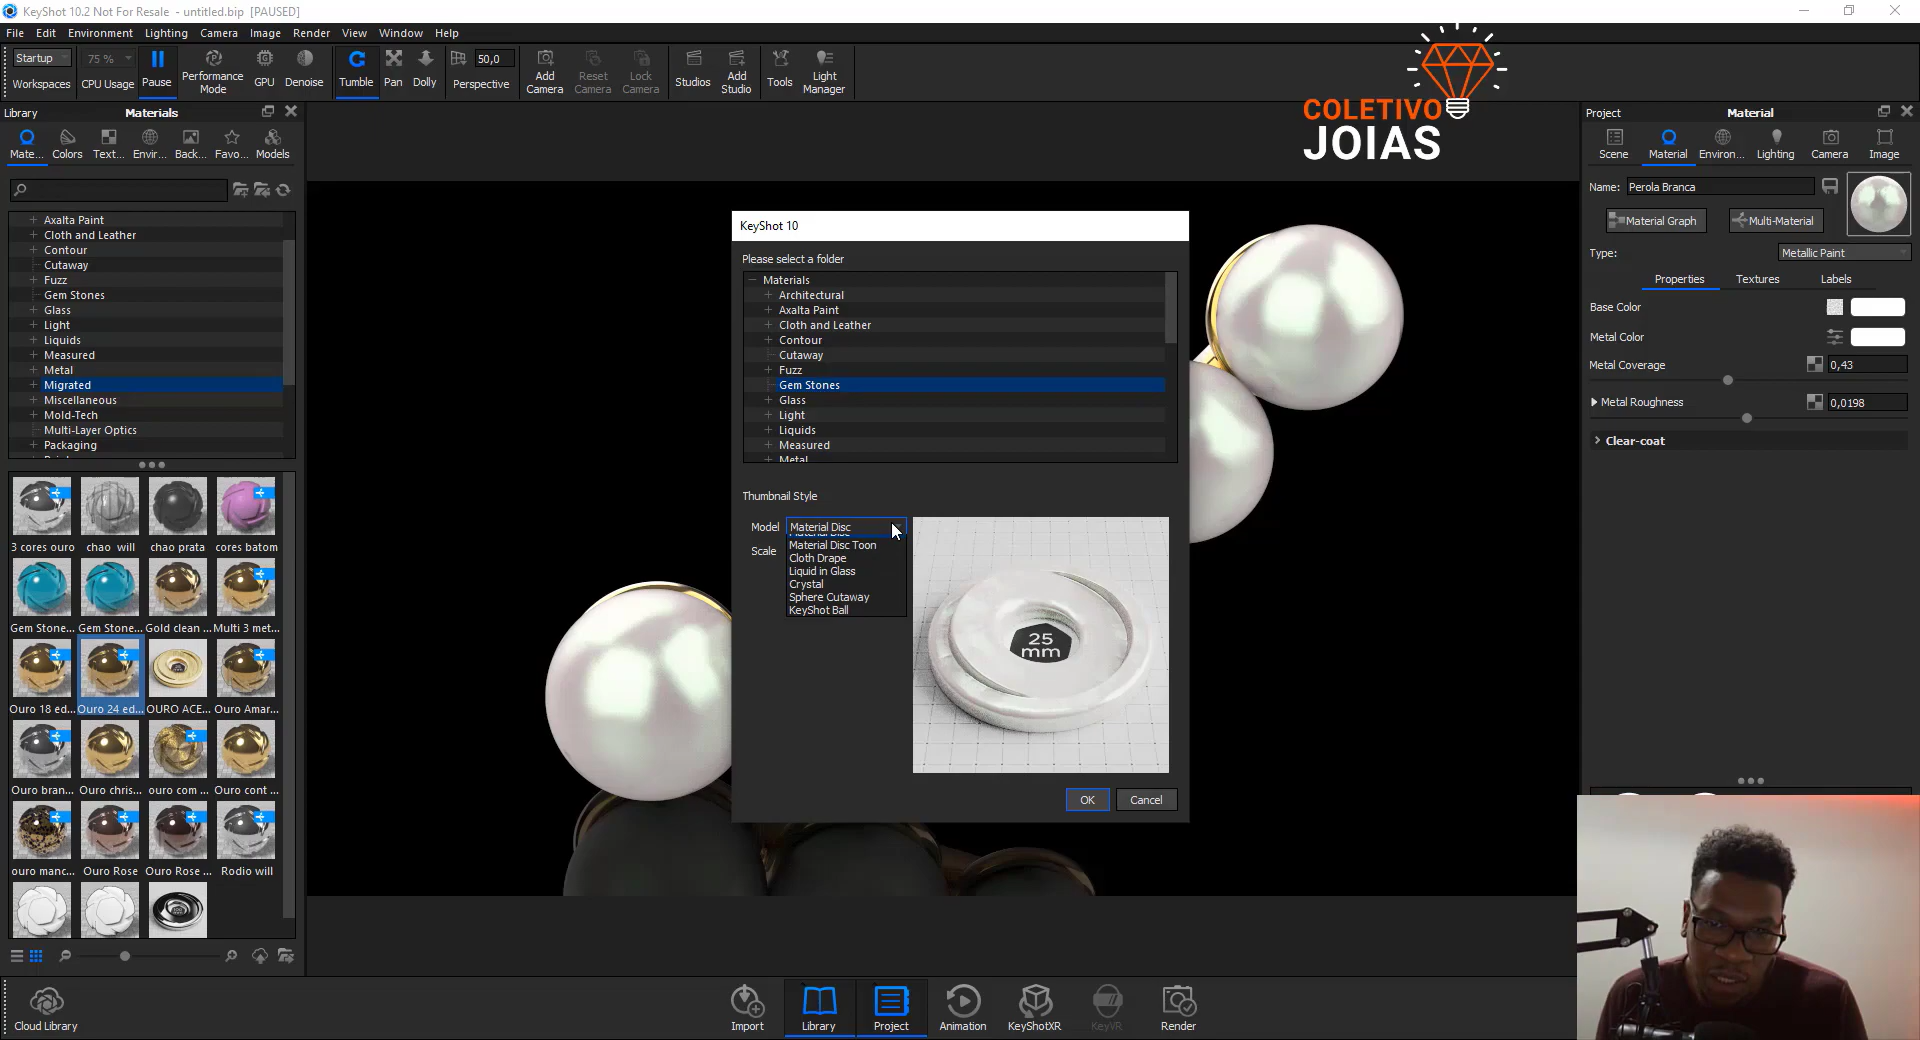 KeyShot 10.2 Not For Resale - untitled.bip [PAUSED]
File Edit Environment Lighting Camera Image Render View Window Help
Startup 75 % 50,0
Workspaces CPU Usage Pause Performance Mode GPU Denoise Tumble Pan Dolly Perspective Add Camera Reset Camera Lock Camera Studios Add Studio Tools Light Manager
COLETIVO
JOIAS
Library Materials
Mate... Colors Text... Envir... Back... Favo... Models
Axalta Paint
Cloth and Leather
Contour
Cutaway
Fuzz
Gem Stones
Glass
Light
Liquids
Measured
Metal
Migrated
Miscellaneous
Mold-Tech
Multi-Layer Optics
Packaging
3 cores ouro chao will chao prata cores batom
Gem Stone... Gem Stone... Gold clean ... Multi 3 met...
Ouro 18 ed... Ouro 24 ed... OURO ACE... Ouro Amar...
Ouro bran... Ouro chris... ouro com ... Ouro cont ...
ouro manc... Ouro Rose Ouro Rose ... Rodio will
KeyShot 10
Please select a folder
Materials
Architectural
Axalta Paint
Cloth and Leather
Contour
Cutaway
Fuzz
Gem Stones
Glass
Light
Liquids
Measured
Metal
Thumbnail Style
Model Material Disc
Scale
Material Disc
Material Disc Toon
Cloth Drape
Liquid in Glass
Crystal
Sphere Cutaway
KeyShot Ball
25
mm
OK Cancel
Project Material
Scene Material Environ... Lighting Camera Image
Name: Perola Branca
Material Graph Multi-Material
Type: Metallic Paint
Properties Textures Labels
Base Color
Metal Color
Metal Coverage 0,43
Metal Roughness 0,0198
Clear-coat
Cloud Library Import Library Project Animation KeyShotXR KeyVR Render